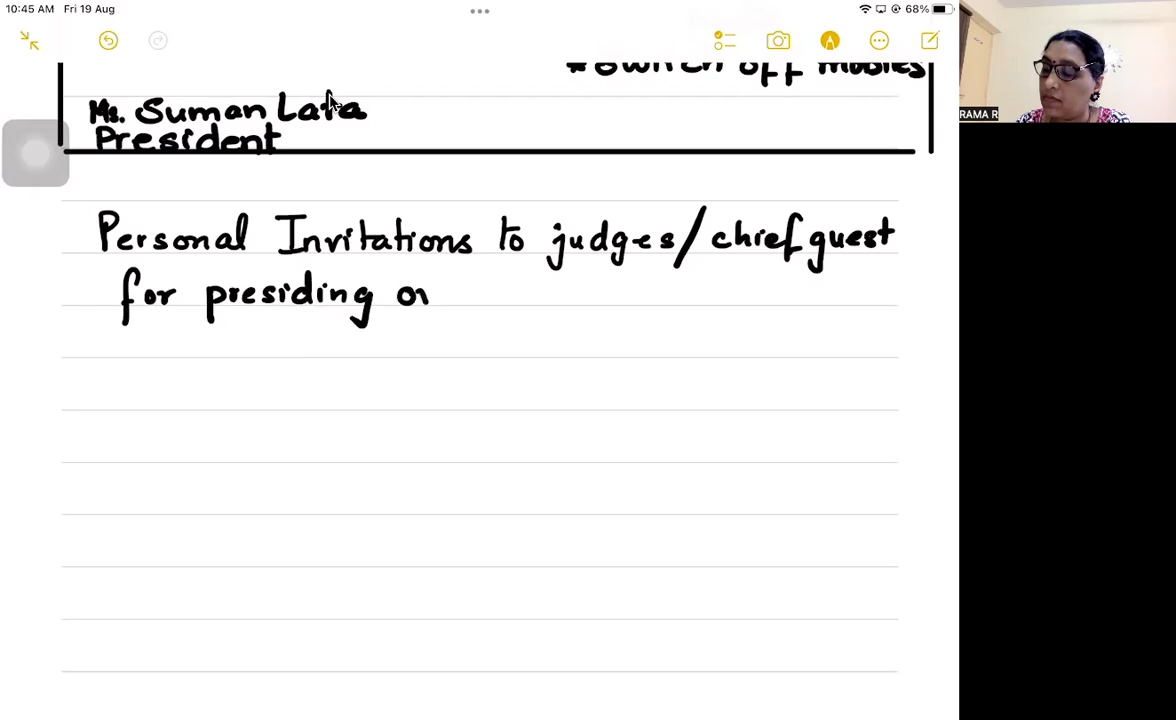 10:45 AM Fri 19 Aug
68%
Switch off mobiles
Ms. Suman Lata
President
Personal Invitations to judges/chief guest
for presiding ov
RAMA R